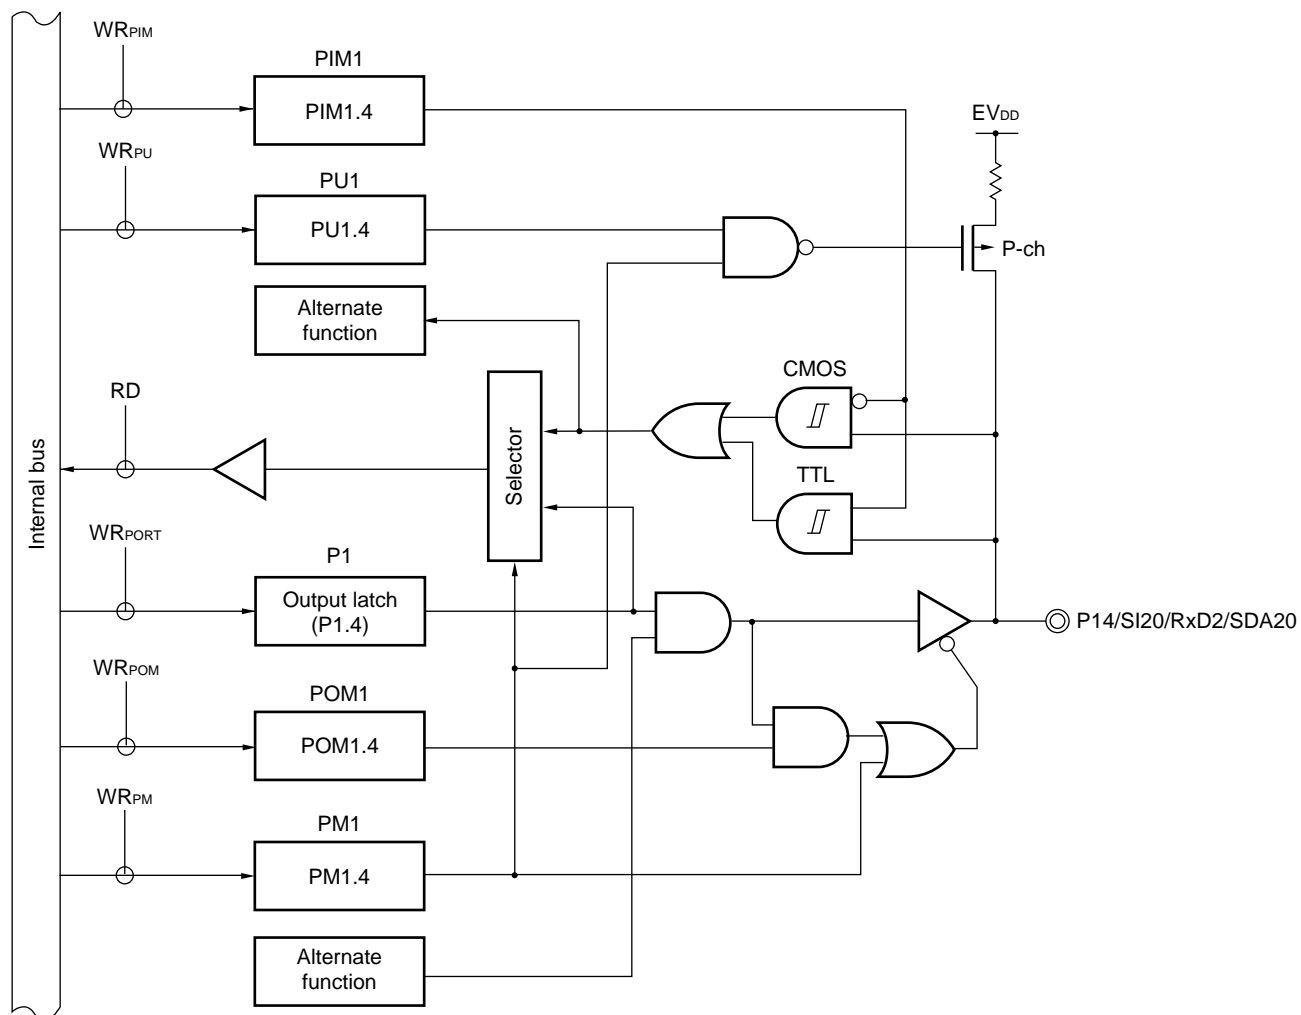 WRPIM
PIM1
PIM1.4
EVDD
WRPU
PU1
PU1.4
P-ch
Alternate
function
CMOS
RD
Selector
TTL
Internal bus
WRPORT
P1
Output latch
(P1.4)
P14/SI20/RxD2/SDA20
WRPOM
POM1
POM1.4
WRPM
PM1
PM1.4
Alternate
function